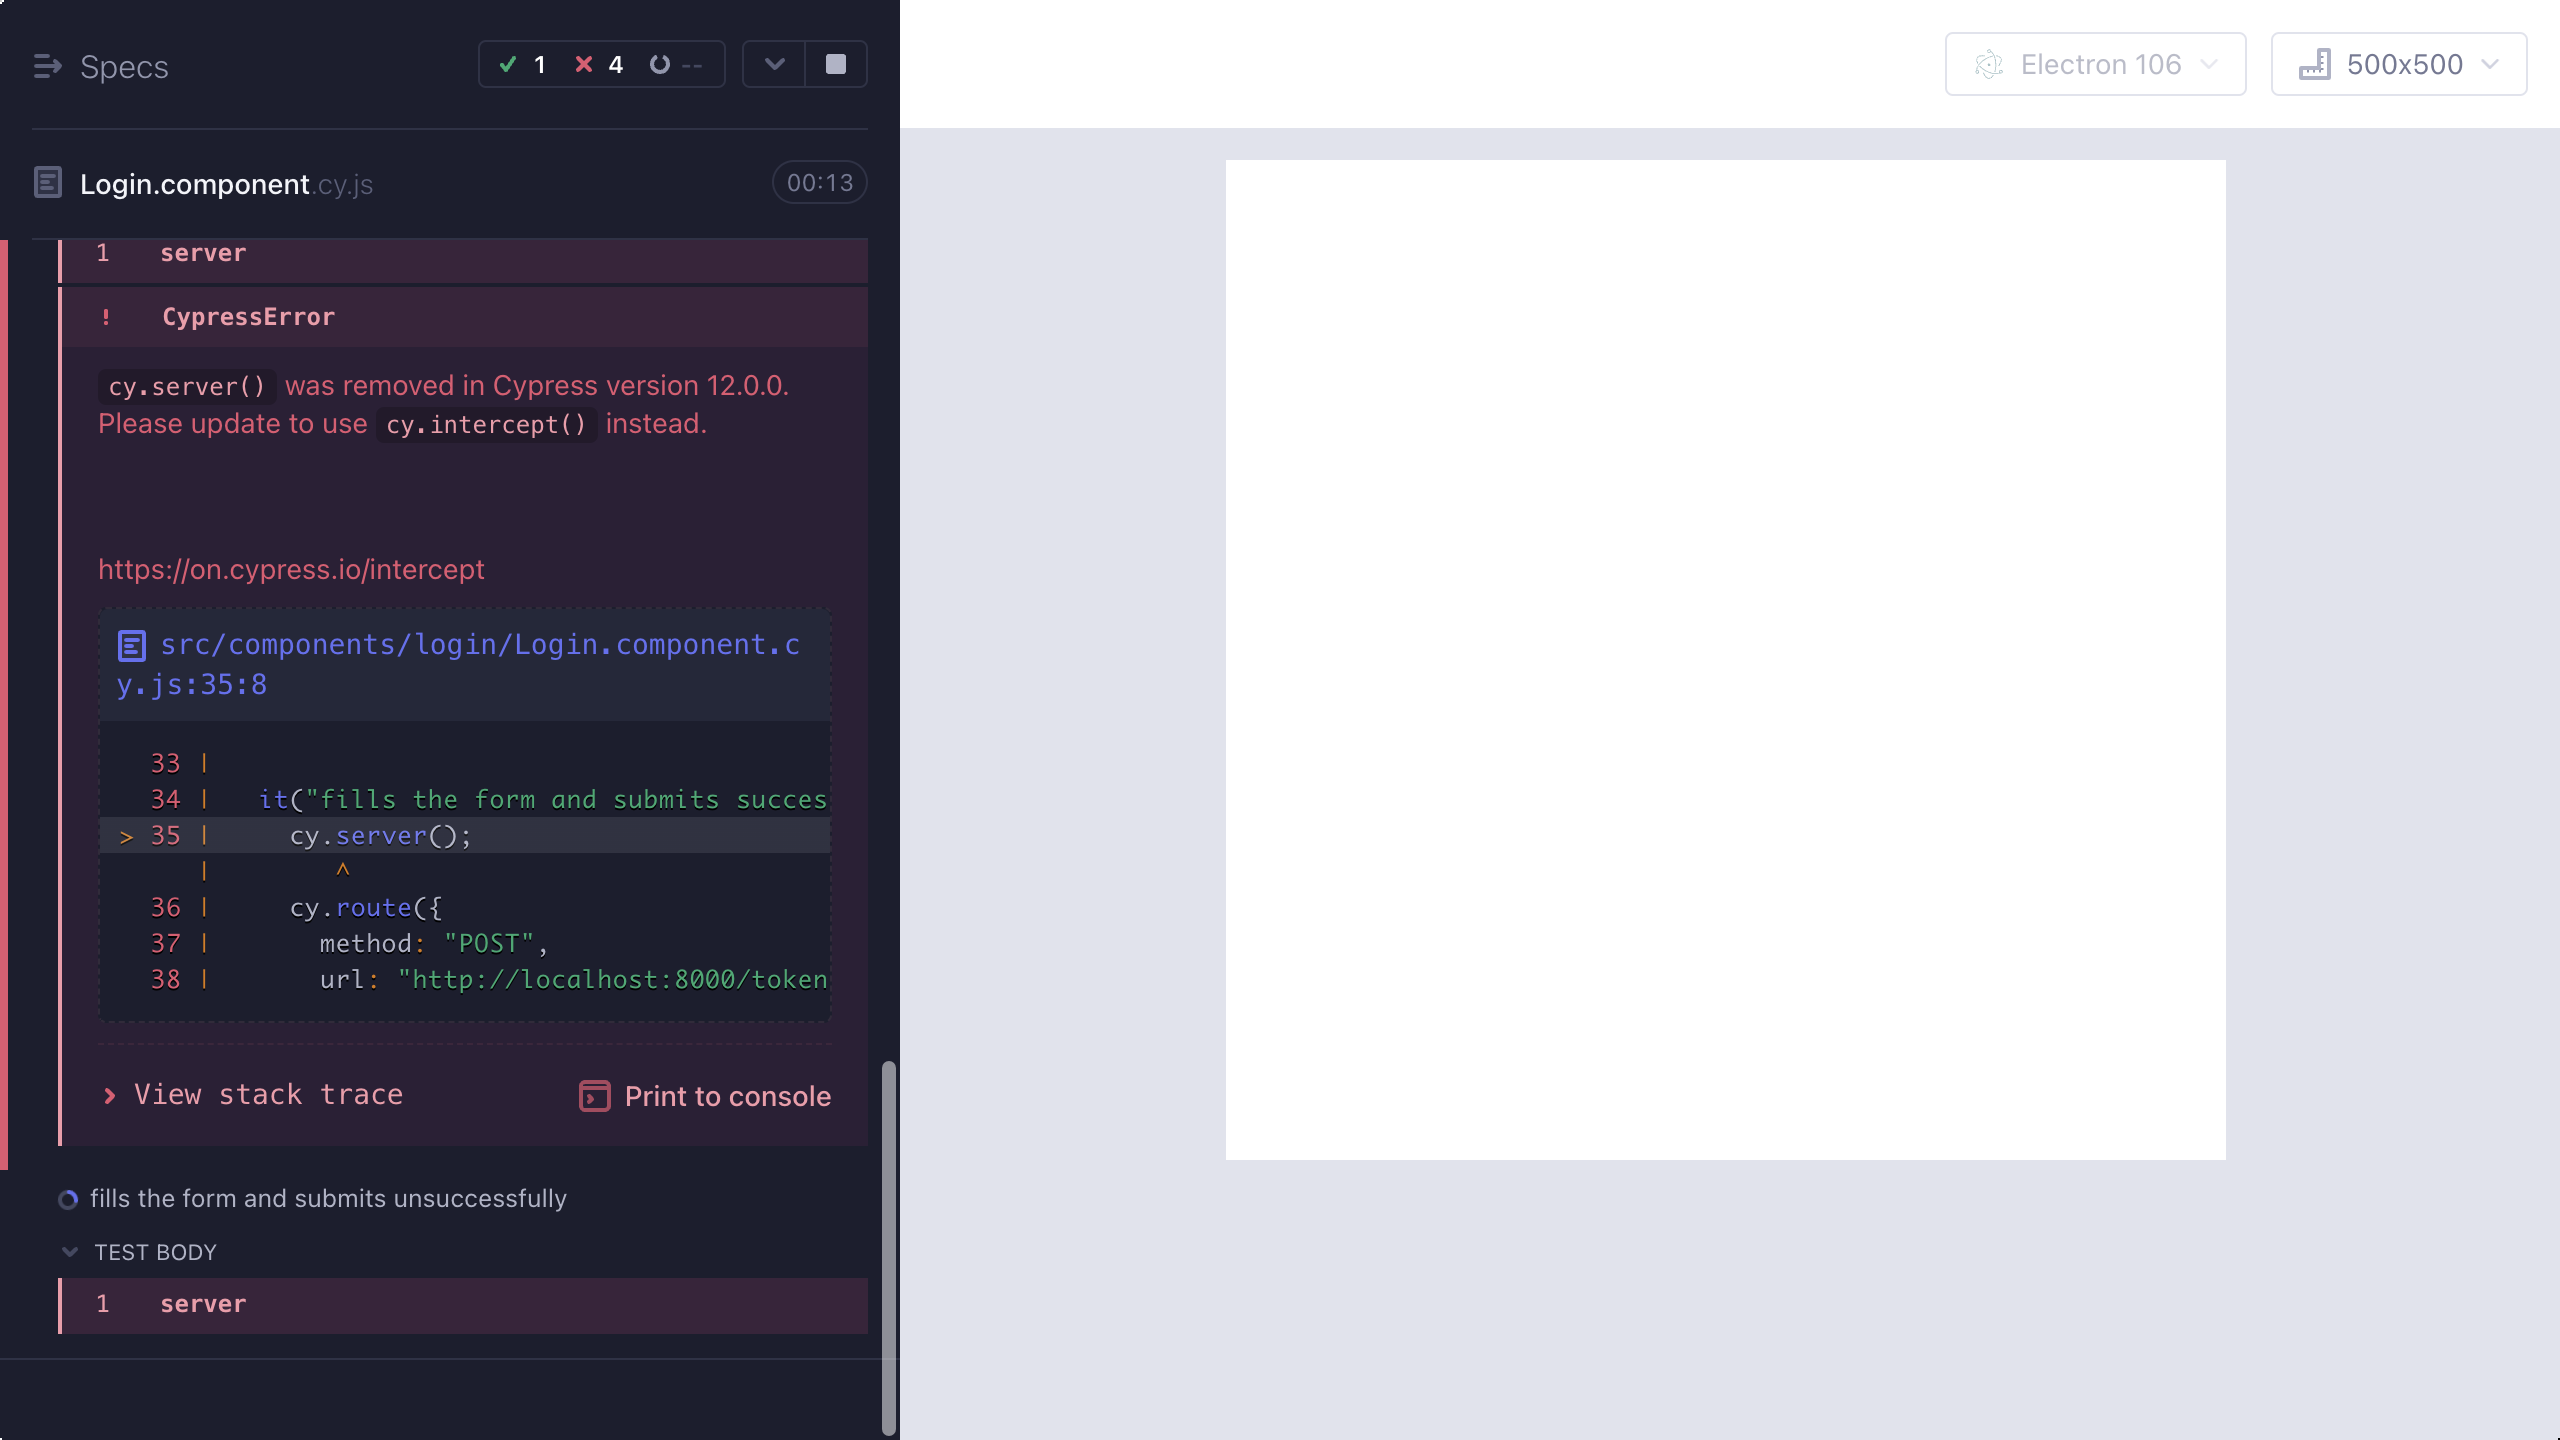 Specs
1 4 --
Electron 106
500x500
Login.component.cy.js
00:13
1 server
! CypressError
cy.server() was removed in Cypress version 12.0.0.
Please update to use cy.intercept() instead.
https://on.cypress.io/intercept
src/components/login/Login.component.c
y.js:35:8
33 |
34 | it("fills the form and submits succes
> 35 | cy.server();
| ^
36 | cy.route({
37 | method: "POST",
38 | url: "http://localhost:8000/token
View stack trace
Print to console
fills the form and submits unsuccessfully
TEST BODY
1 server